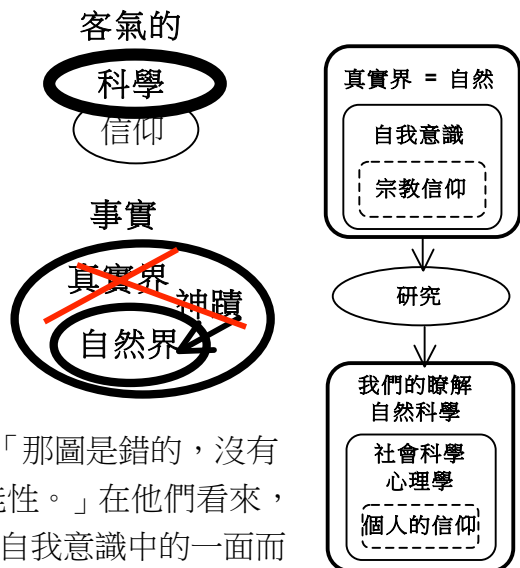 客氣的
科學
信仰
事實
真實界
神蹟
自然界
「那圖是錯的，沒有
能性。」在他們看來，
自我意識中的一面而
真實界 = 自然
自我意識
宗教信仰
研究
我們的瞭解
自然科學
社會科學
心理學
個人的信仰